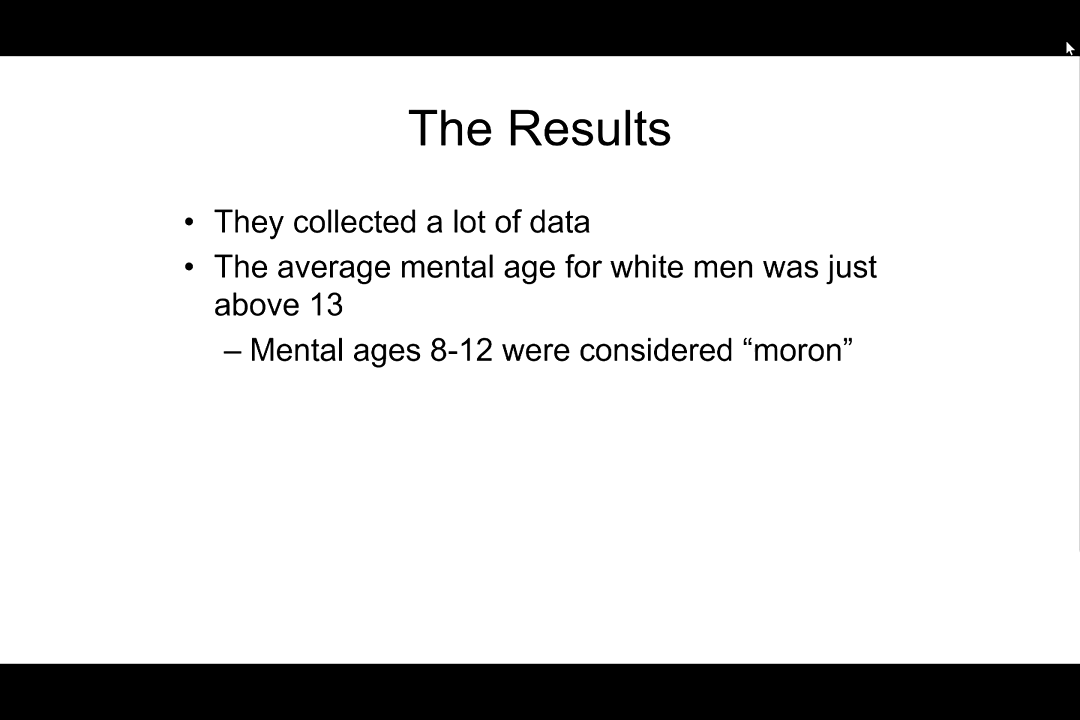 The Results
• They collected a lot of data
• The average mental age for white men was just
above 13
– Mental ages 8-12 were considered “moron”